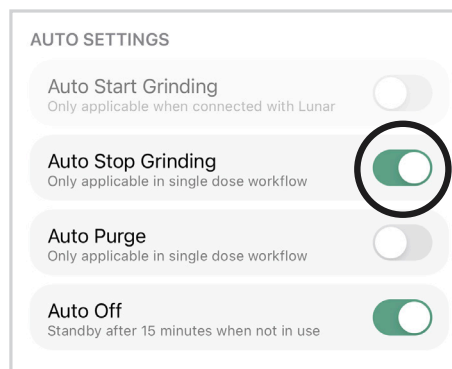 AUTO SETTINGS
Auto Start Grinding
Only applicable when connected with Lunar
Auto Stop Grinding
Only applicable in single dose workflow
Auto Purge
Only applicable in single dose workflow
Auto Off
Standby after 15 minutes when not in use